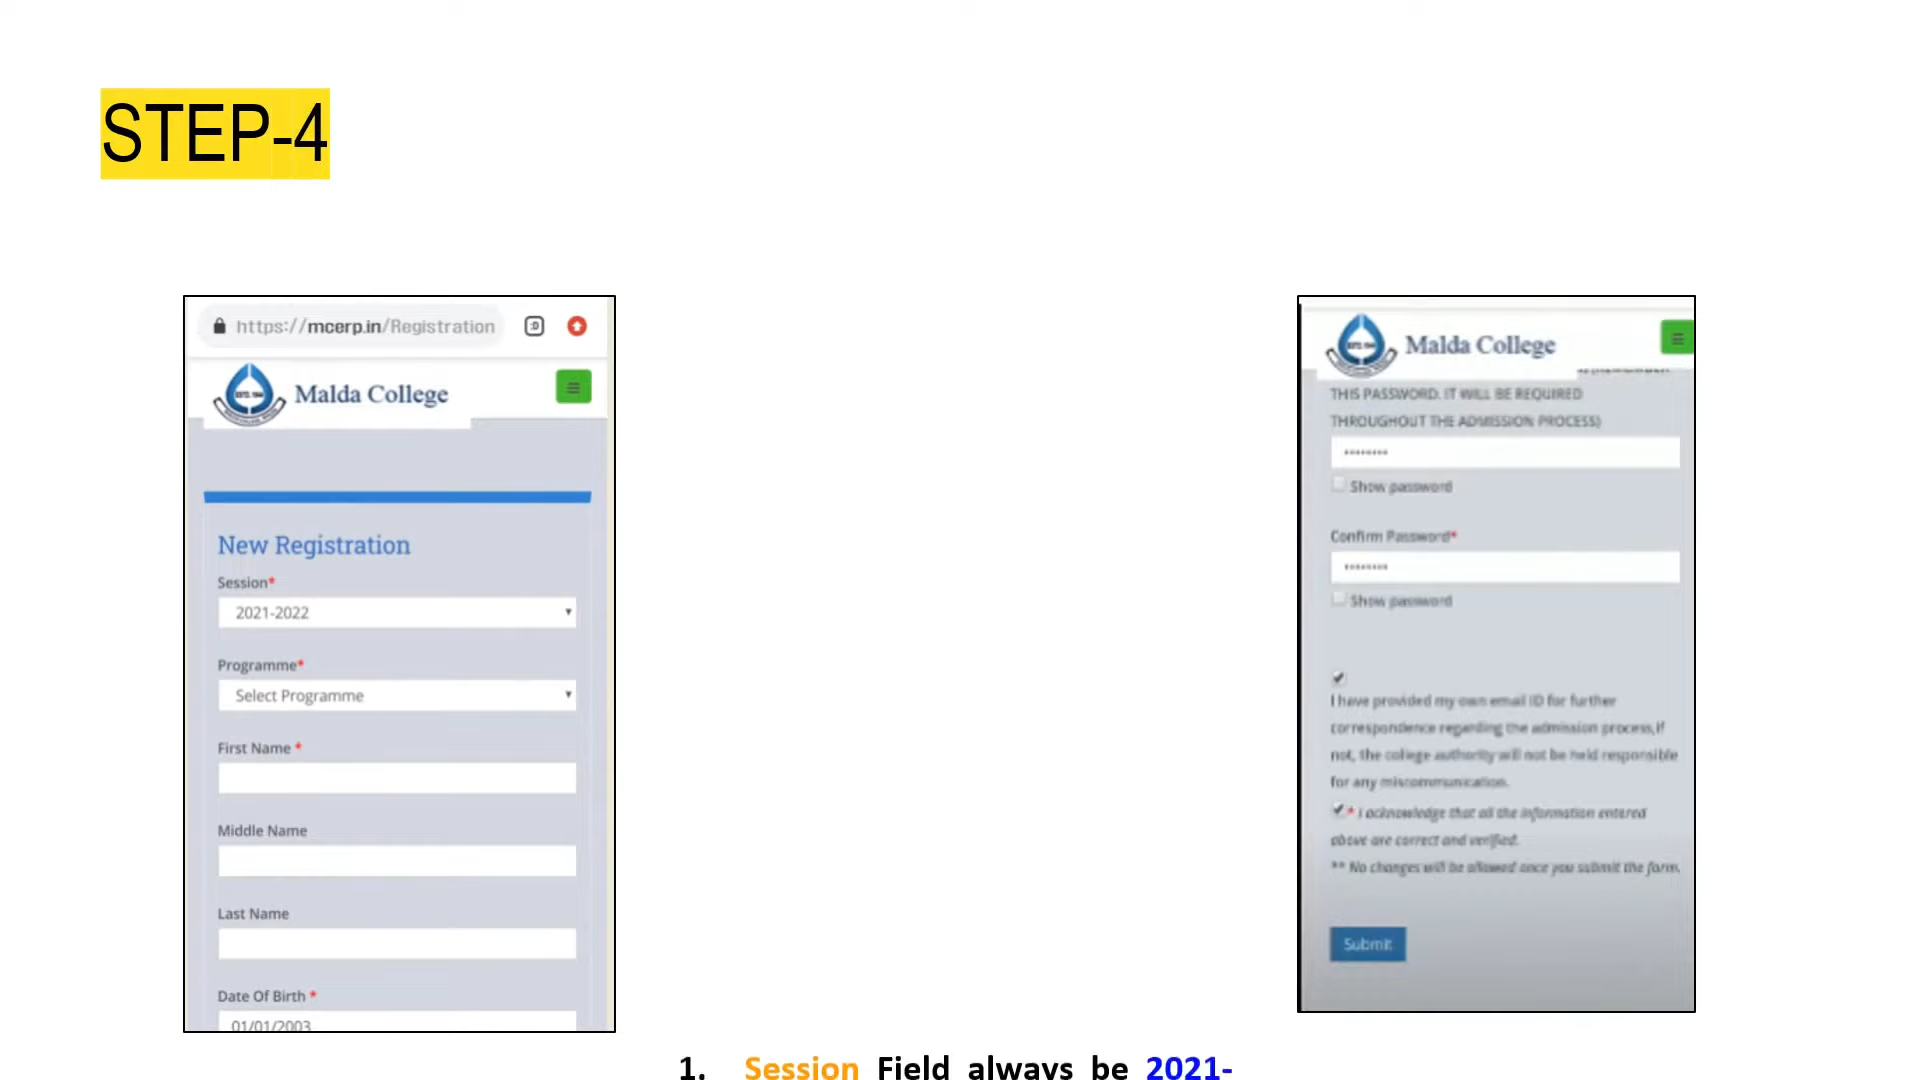 STEP-4
https://mcerp.in/Registration
Malda College
New Registration
Session*
2021-2022
Programme*
Select Programme
First Name *
Middle Name
Last Name
Date Of Birth *
01/01/2003
Malda College
THIS PASSWORD. IT WILL BE REQUIRED
THROUGHOUT THE ADMISSION PROCESS)
********
Show password
Confirm Password*
********
Show password
I have provided my own email ID for further
correspondence regarding the admission process,if
not, the college authority will not be held responsible
for any miscommunication.
* I acknowledge that all the information entered
above are correct and verified.
** No changes will be allowed once you submit the form.
Submit
1. Session Field always be 2021-